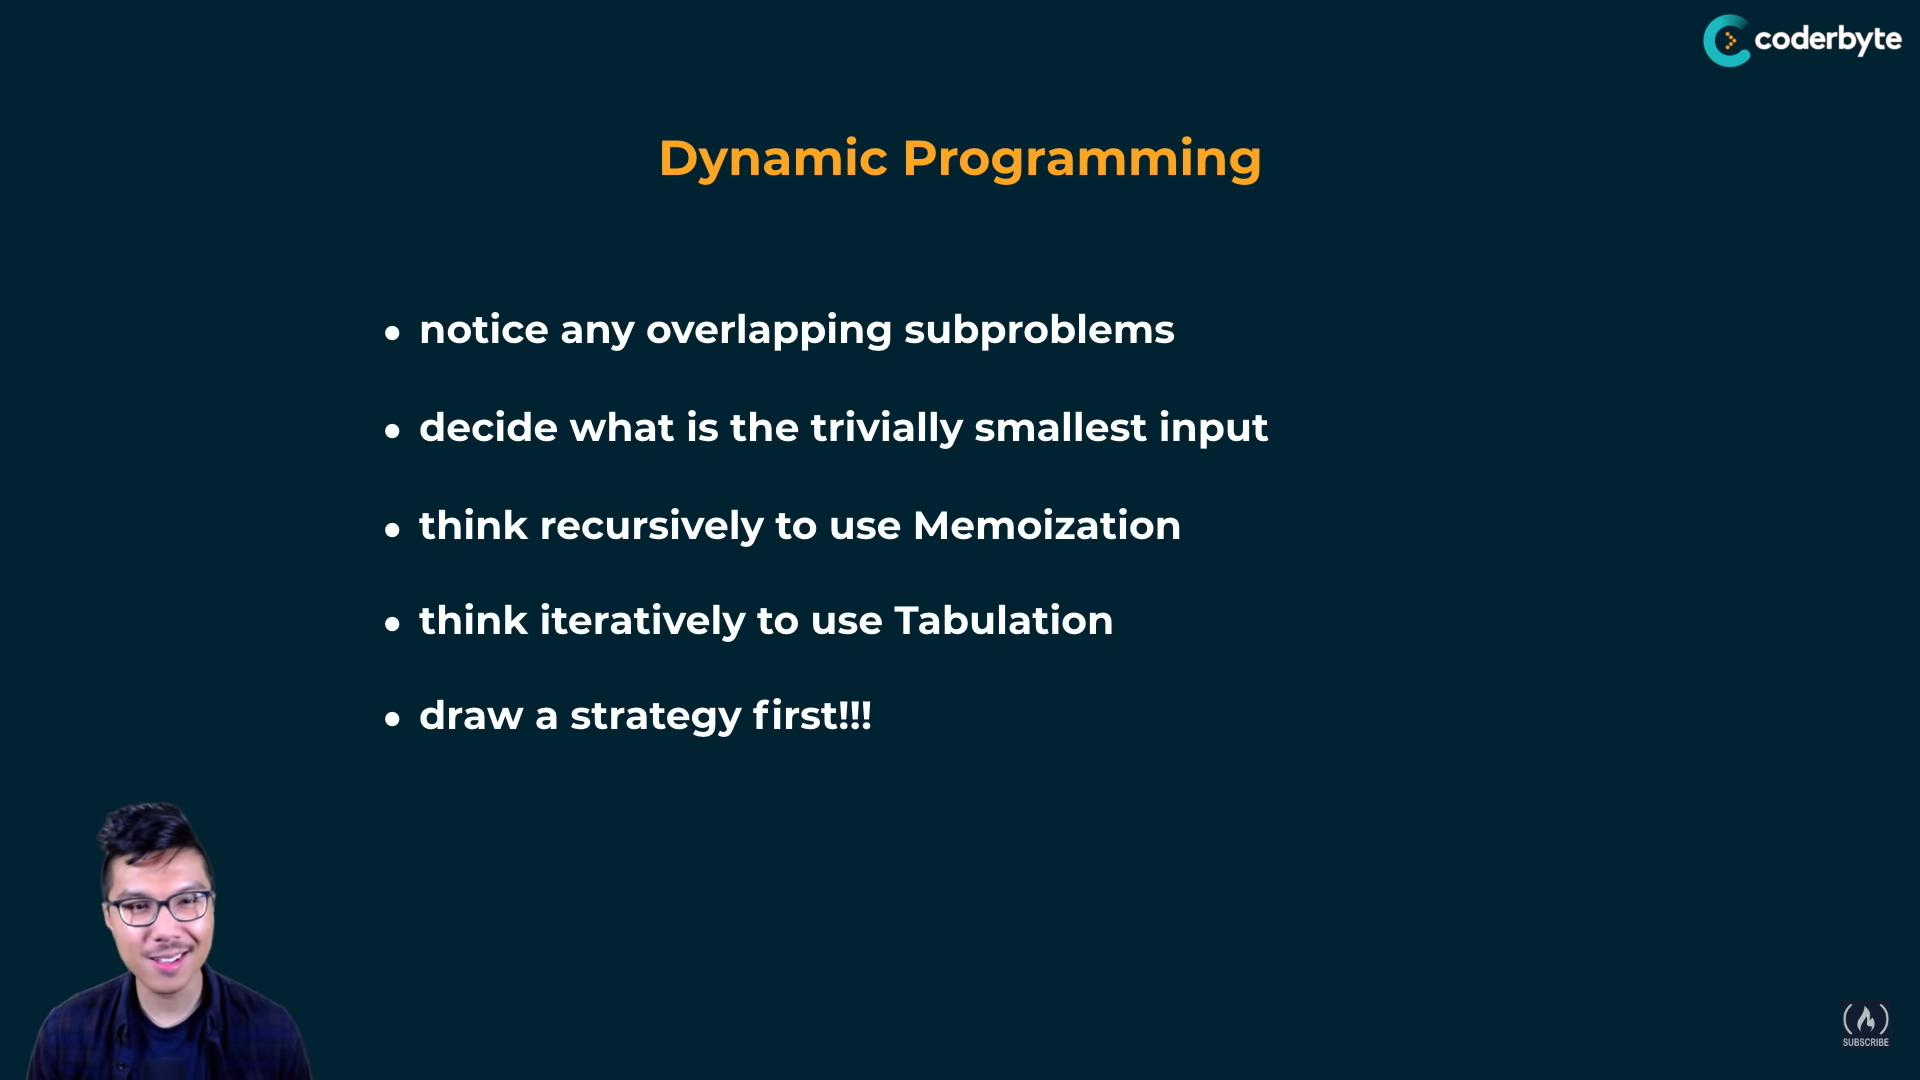 coderbyte
Dynamic Programming
• notice any overlapping subproblems
• decide what is the trivially smallest input
• think recursively to use Memoization
• think iteratively to use Tabulation
• draw a strategy first!!!
SUBSCRIBE